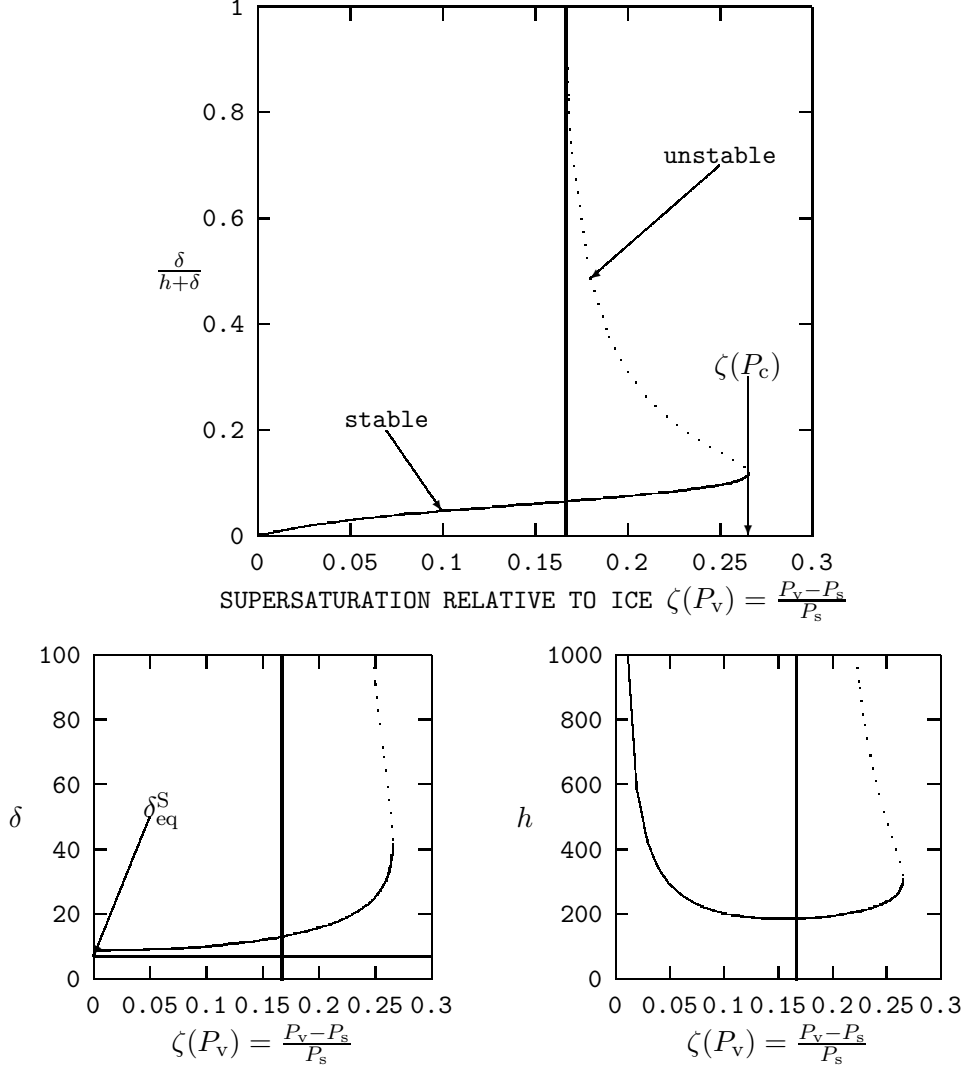 1
0.8
unstable
0.6
δ/(h+δ)
0.4
ζ(P_c)
stable
0.2
0
0 0.05 0.1 0.15 0.2 0.25 0.3
SUPERSATURATION RELATIVE TO ICE ζ(P_v) = (P_v−P_s)/P_s
100
80
60
δ
δ_eq^S
40
20
0
0 0.05 0.1 0.15 0.2 0.25 0.3
ζ(P_v) = (P_v−P_s)/P_s
1000
800
600
h
400
200
0
0 0.05 0.1 0.15 0.2 0.25 0.3
ζ(P_v) = (P_v−P_s)/P_s